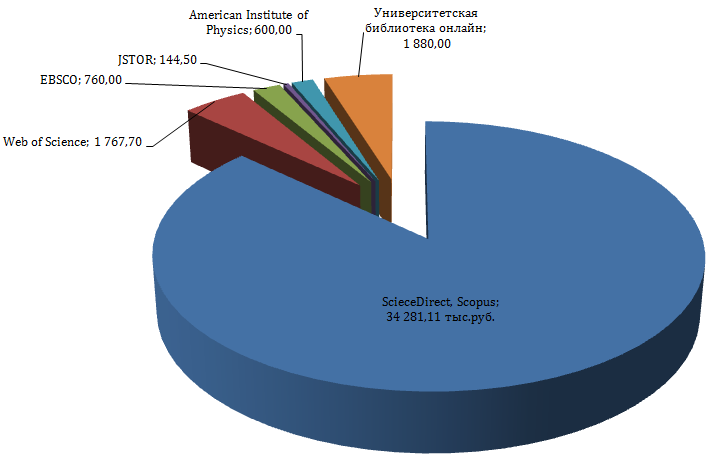 American Institute of
Physics; 600,00
Университетская
библиотека онлайн;
1 880,00
JSTOR; 144,50
EBSCO; 760,00
Web of Science; 1 767,70
ScieceDirect, Scopus;
34 281,11 тыс.руб.